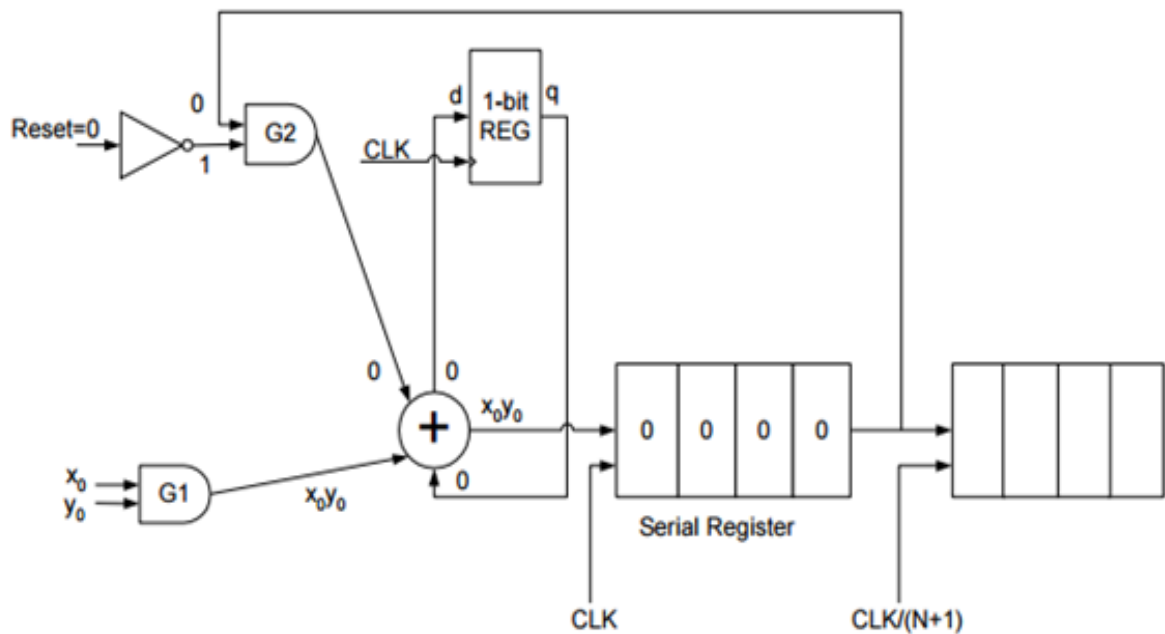 0
d
1-bit
REG
q
Reset=0
G2
CLK
1
0
0
x₀y₀
+
0
0
0
0
0
x₀
y₀
G1
x₀y₀
Serial Register
CLK
CLK/(N+1)